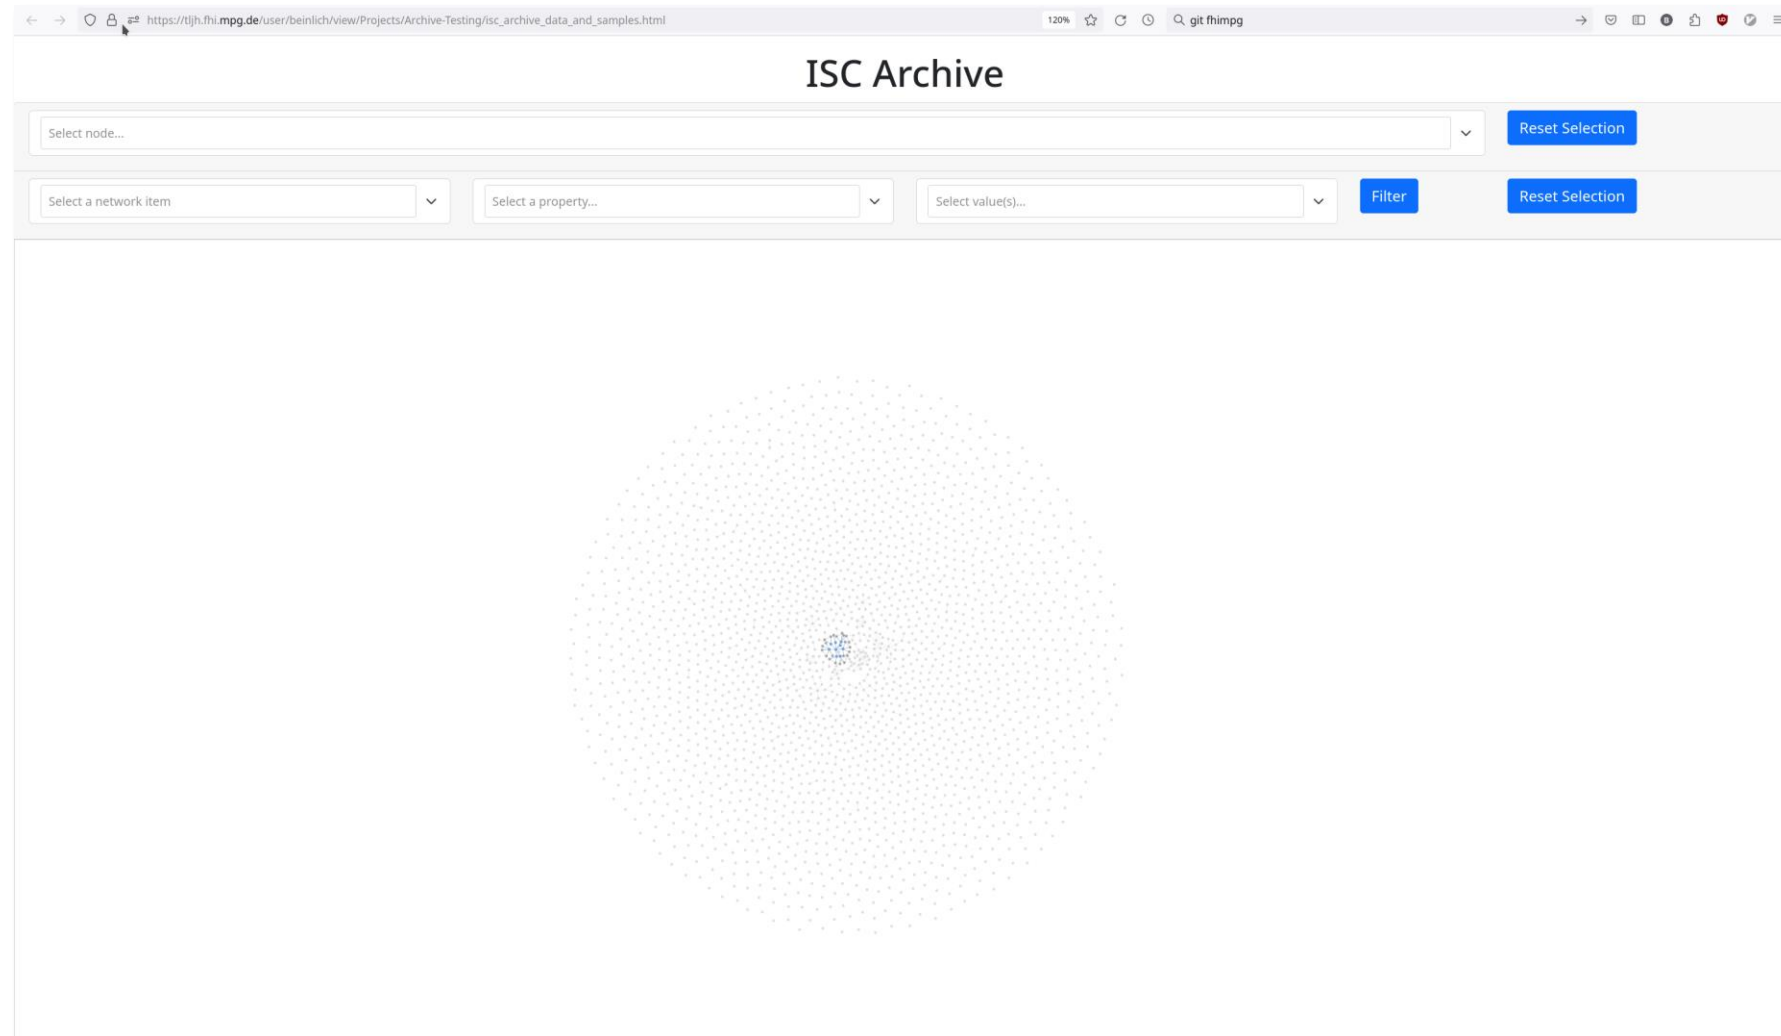 https://tljh.fhi.mpg.de/user/beinlich/view/Projects/Archive-Testing/isc_archive_data_and_samples.html 120% git fhimpg
ISC Archive
Select node... Reset Selection
Select a network item Select a property... Select value(s)... Filter Reset Selection